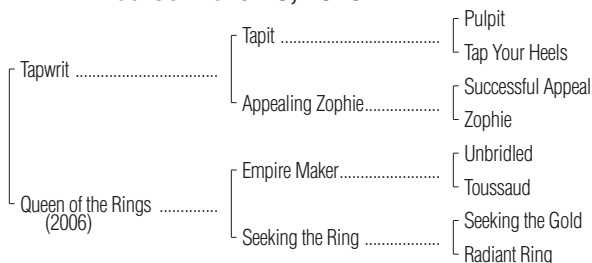 Pulpit
Tapit ........................................
Tap Your Heels
Tapwrit ...................................
Successful Appeal
Appealing Zophie...................
Zophie
Unbridled
Empire Maker.........................
Toussaud
Queen of the Rings ..............
(2006)
Seeking the Gold
Seeking the Ring ...................
Radiant Ring